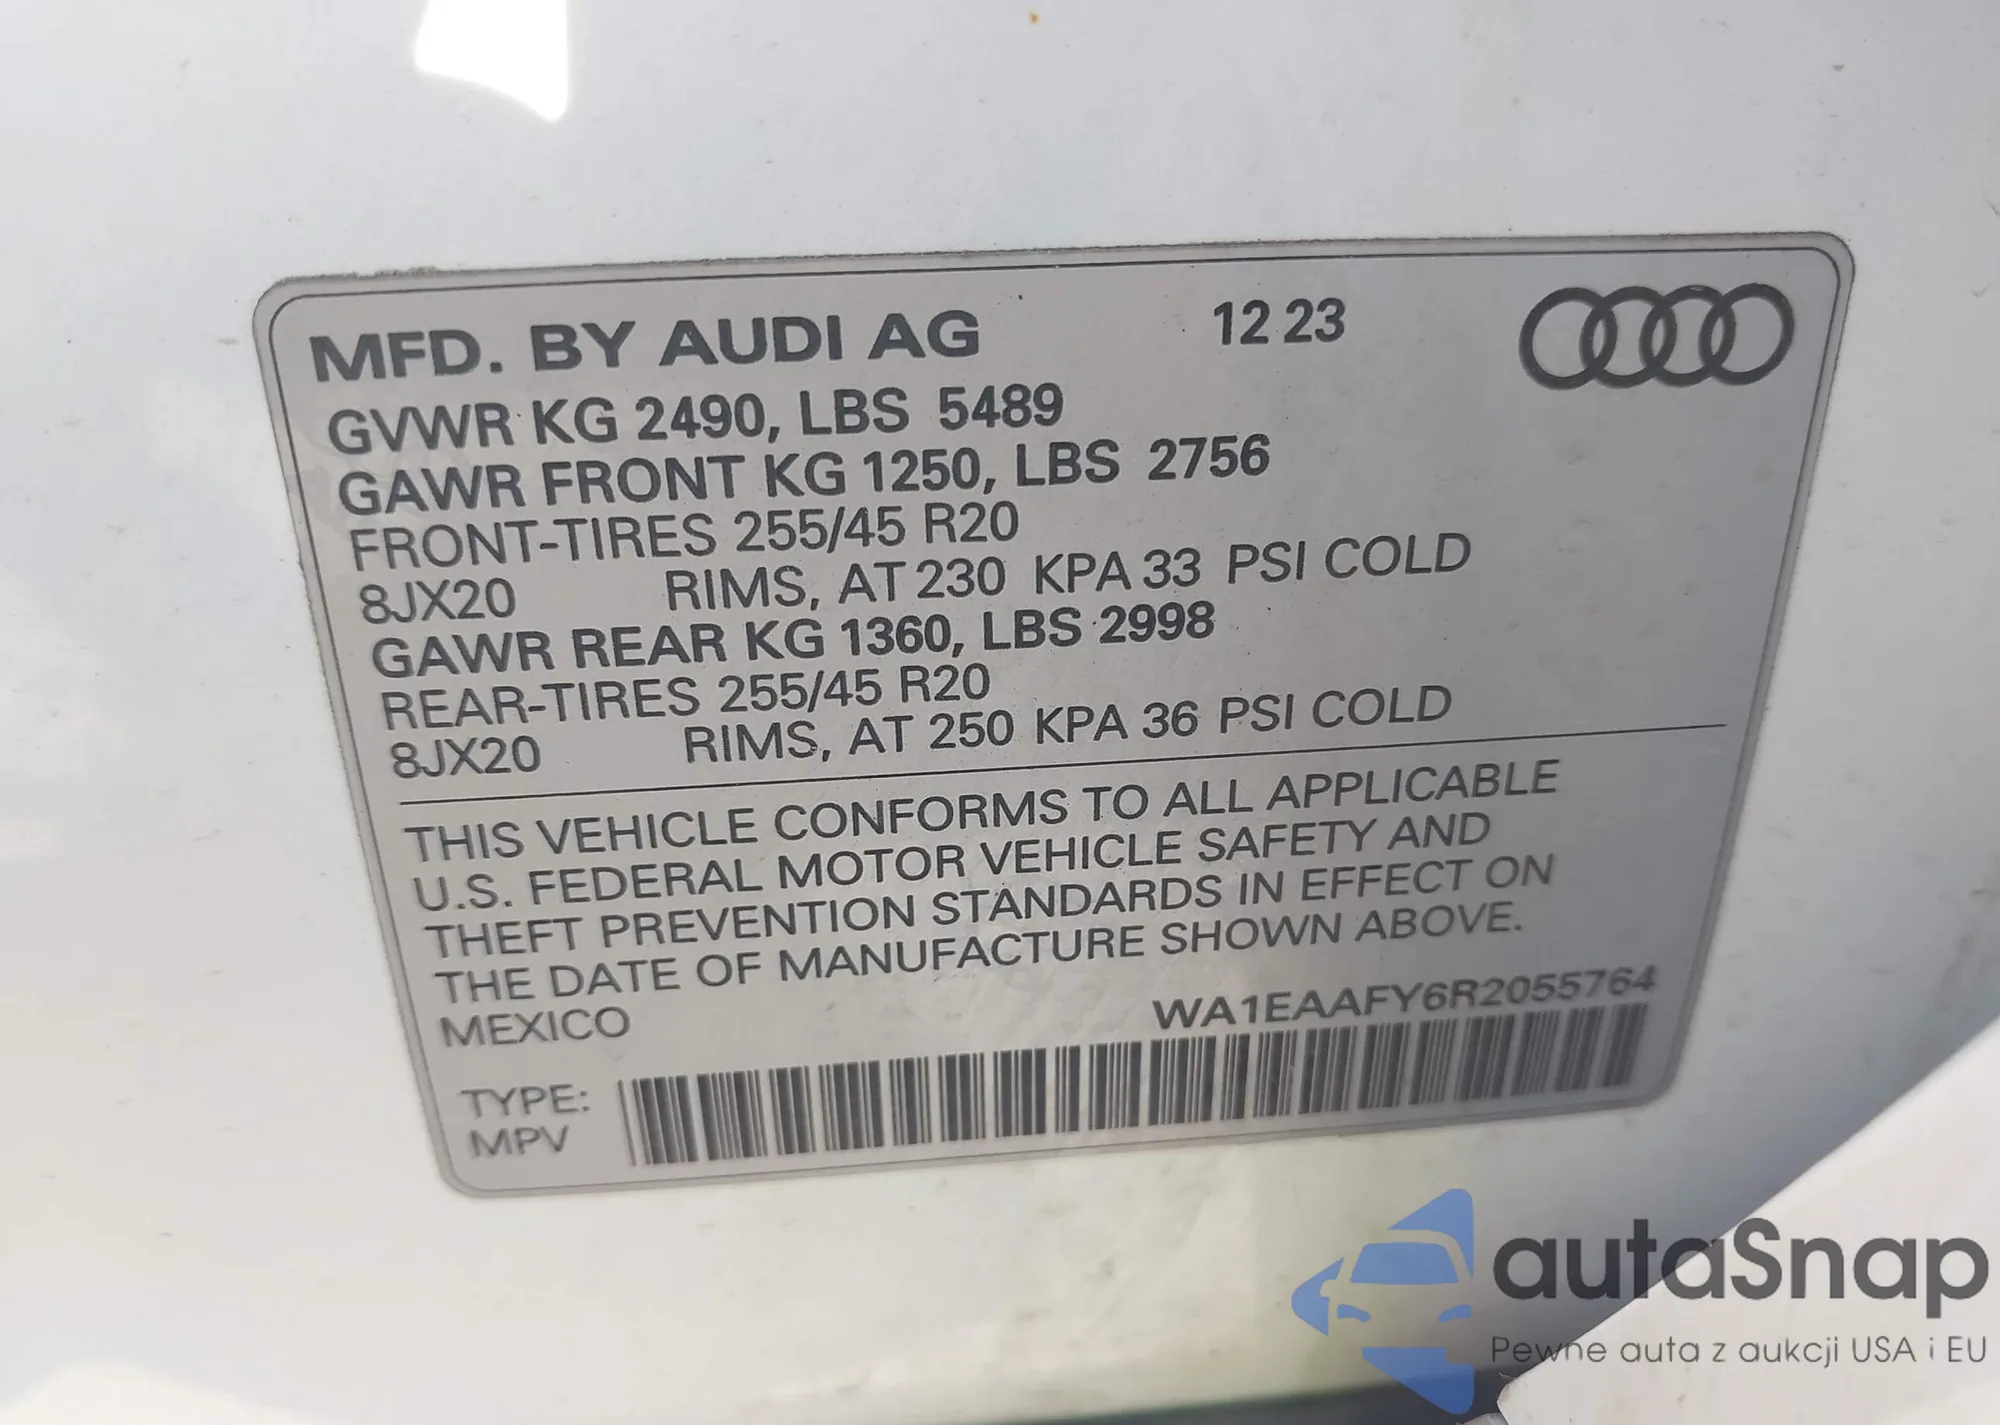 MFD. BY AUDI AG 12 23
GVWR KG 2490, LBS 5489
GAWR FRONT KG 1250, LBS 2756
FRONT-TIRES 255/45 R20
8JX20 RIMS, AT 230 KPA 33 PSI COLD
GAWR REAR KG 1360, LBS 2998
REAR-TIRES 255/45 R20
8JX20 RIMS, AT 250 KPA 36 PSI COLD
THIS VEHICLE CONFORMS TO ALL APPLICABLE
U.S. FEDERAL MOTOR VEHICLE SAFETY AND
THEFT PREVENTION STANDARDS IN EFFECT ON
THE DATE OF MANUFACTURE SHOWN ABOVE.
MEXICO WA1EAAFY6R2055764
TYPE:
MPV
autaSnap
Pewne auta z aukcji USA i EU